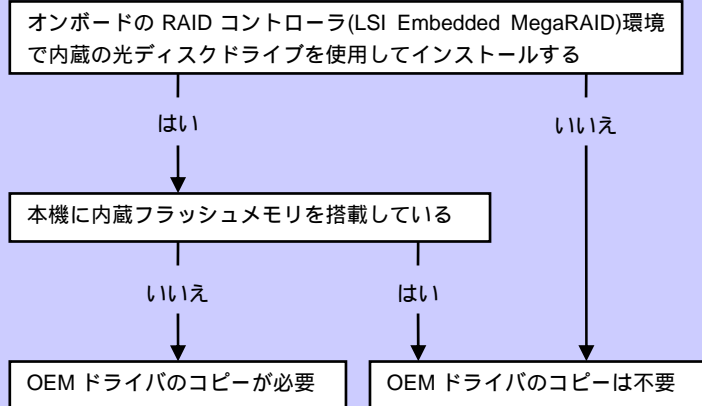 オンボードの RAID コントローラ(LSI Embedded MegaRAID)環境
で内蔵の光ディスクドライブを使用してインストールする
はい
いいえ
本機に内蔵フラッシュメモリを搭載している
いいえ
はい
OEM ドライバのコピーが必要
OEM ドライバのコピーは不要